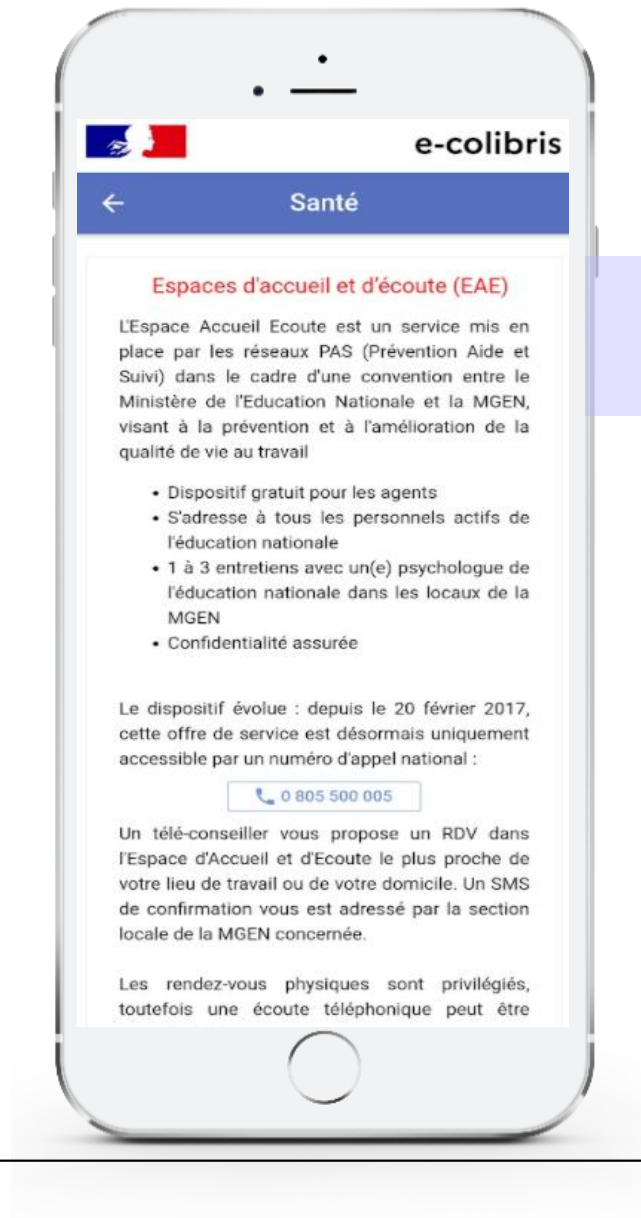 e-colibris
Santé
Espaces d'accueil et d'écoute (EAE)
L'Espace Accueil Ecoute est un service mis en
place par les réseaux PAS (Prévention Aide et
Suivi) dans le cadre d'une convention entre le
Ministère de l'Education Nationale et la MGEN,
visant à la prévention et à l'amélioration de la
qualité de vie au travail
• Dispositif gratuit pour les agents
• S'adresse à tous les personnels actifs de
l'éducation nationale
• 1 à 3 entretiens avec un(e) psychologue de
l'éducation nationale dans les locaux de la
MGEN
• Confidentialité assurée
Le dispositif évolue : depuis le 20 février 2017,
cette offre de service est désormais uniquement
accessible par un numéro d'appel national :
0 805 500 005
Un télé-conseiller vous propose un RDV dans
l'Espace d'Accueil et d'Ecoute le plus proche de
votre lieu de travail ou de votre domicile. Un SMS
de confirmation vous est adressé par la section
locale de la MGEN concernée.
Les rendez-vous physiques sont privilégiés,
toutefois une écoute téléphonique peut être